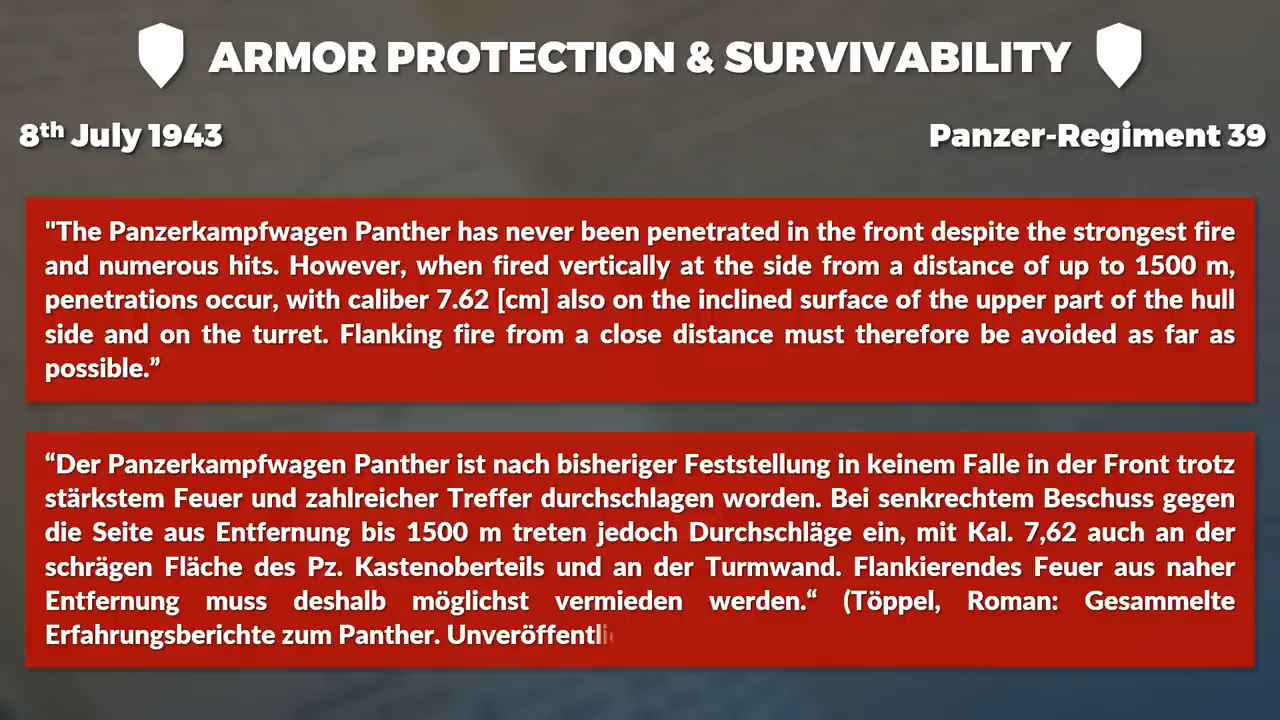 ARMOR PROTECTION & SURVIVABILITY
8th July 1943
Panzer-Regiment 39
"The Panzerkampfwagen Panther has never been penetrated in the front despite the strongest fire
and numerous hits. However, when fired vertically at the side from a distance of up to 1500 m,
penetrations occur, with caliber 7.62 [cm] also on the inclined surface of the upper part of the hull
side and on the turret. Flanking fire from a close distance must therefore be avoided as far as
possible.”
“Der Panzerkampfwagen Panther ist nach bisheriger Feststellung in keinem Falle in der Front trotz
stärkstem Feuer und zahlreicher Treffer durchschlagen worden. Bei senkrechtem Beschuss gegen
die Seite aus Entfernung bis 1500 m treten jedoch Durchschläge ein, mit Kal. 7,62 auch an der
schrägen Fläche des Pz. Kastenoberteils und an der Turmwand. Flankierendes Feuer aus naher
Entfernung muss deshalb möglichst vermieden werden.“ (Töppel, Roman: Gesammelte
Erfahrungsberichte zum Panther. Unveröffentli